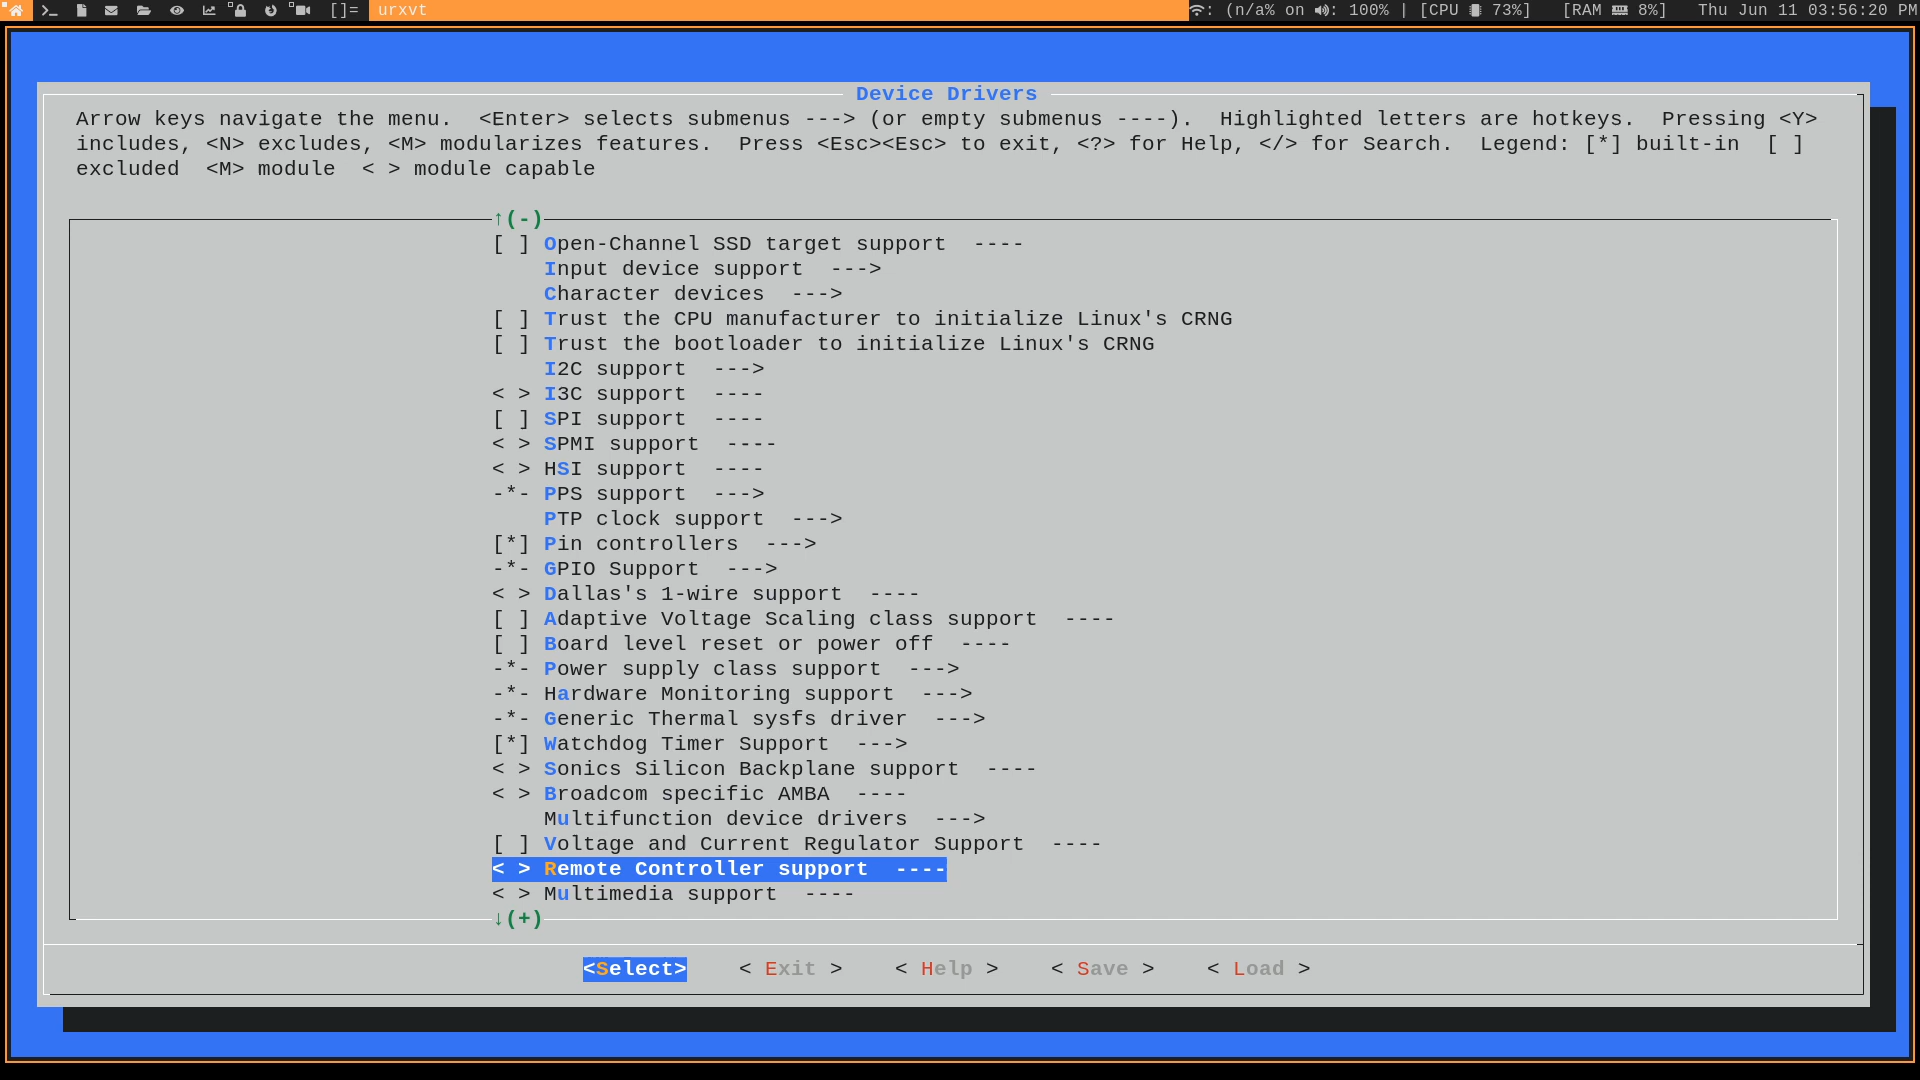 []= urxvt : (n/a% on : 100% | [CPU 73%] [RAM 8%] Thu Jun 11 03:56:20 PM
Device Drivers
Arrow keys navigate the menu.  <Enter> selects submenus ---> (or empty submenus ----).  Highlighted letters are hotkeys.  Pressing <Y>
includes, <N> excludes, <M> modularizes features.  Press <Esc><Esc> to exit, <?> for Help, </> for Search.  Legend: [*] built-in  [ ]
excluded  <M> module  < > module capable
↑(-)
[ ] Open-Channel SSD target support  ----
Input device support  --->
Character devices  --->
[ ] Trust the CPU manufacturer to initialize Linux's CRNG
[ ] Trust the bootloader to initialize Linux's CRNG
I2C support  --->
< > I3C support  ----
[ ] SPI support  ----
< > SPMI support  ----
< > HSI support  ----
-*- PPS support  --->
PTP clock support  --->
[*] Pin controllers  --->
-*- GPIO Support  --->
< > Dallas's 1-wire support  ----
[ ] Adaptive Voltage Scaling class support  ----
[ ] Board level reset or power off  ----
-*- Power supply class support  --->
-*- Hardware Monitoring support  --->
-*- Generic Thermal sysfs driver  --->
[*] Watchdog Timer Support  --->
< > Sonics Silicon Backplane support  ----
< > Broadcom specific AMBA  ----
Multifunction device drivers  --->
[ ] Voltage and Current Regulator Support  ----
< > Remote Controller support  ----
< > Multimedia support  ----
↓(+)
<Select>    < Exit >    < Help >    < Save >    < Load >